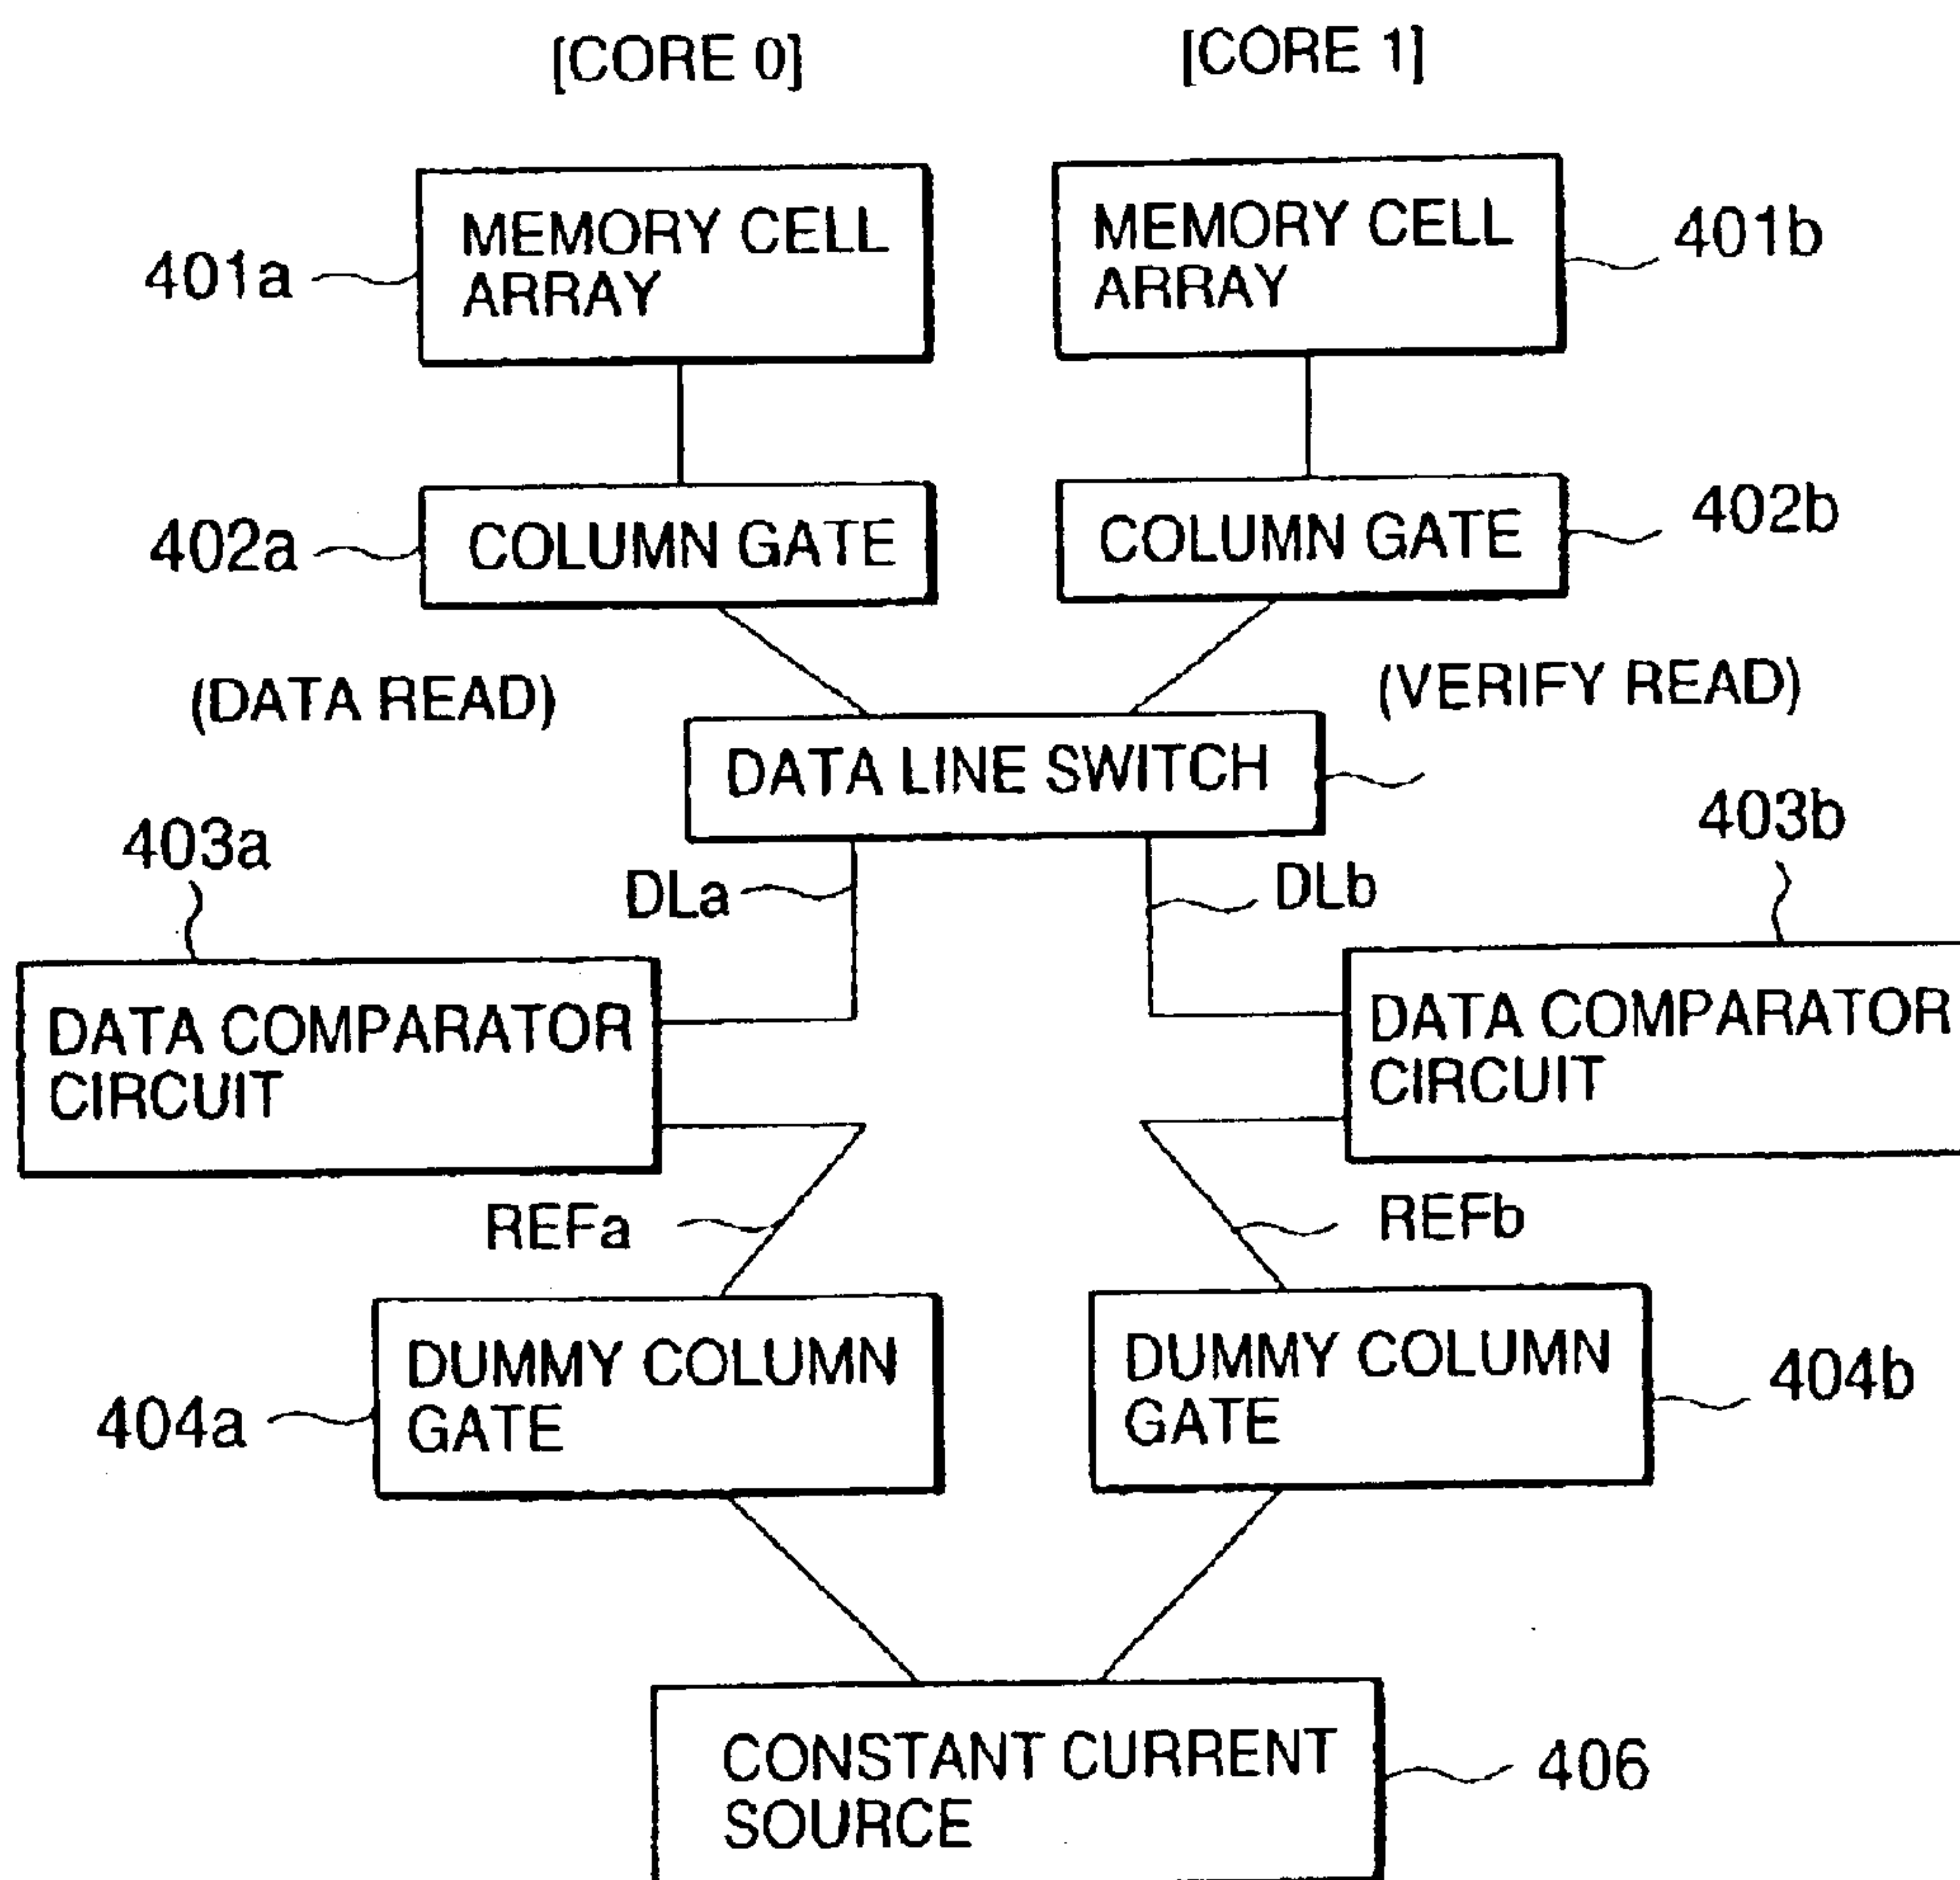 [CORE 0]
[CORE 1]
MEMORY CELL
ARRAY
MEMORY CELL
ARRAY
401a
401b
COLUMN GATE
COLUMN GATE
402a
402b
(DATA READ)
(VERIFY READ)
DATA LINE SWITCH
403a
403b
DLa
DLb
DATA COMPARATOR
CIRCUIT
DATA COMPARATOR
CIRCUIT
REFa
REFb
DUMMY COLUMN
GATE
DUMMY COLUMN
GATE
404a
404b
CONSTANT CURRENT
SOURCE
406